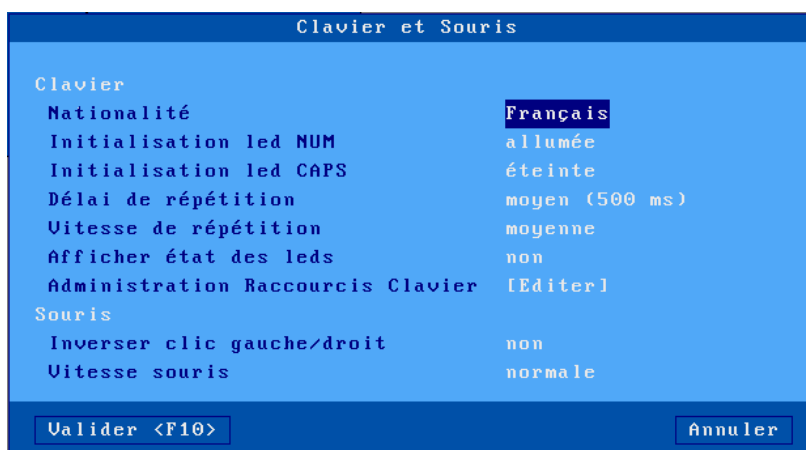 Clavier et Souris
Clavier
Nationalité Français
Initialisation led NUM allumée
Initialisation led CAPS éteinte
Délai de répétition moyen (500 ms)
Vitesse de répétition moyenne
Afficher état des leds non
Administration Raccourcis Clavier [Editer]
Souris
Inverser clic gauche/droit non
Vitesse souris normale
Valider <F10> Annuler